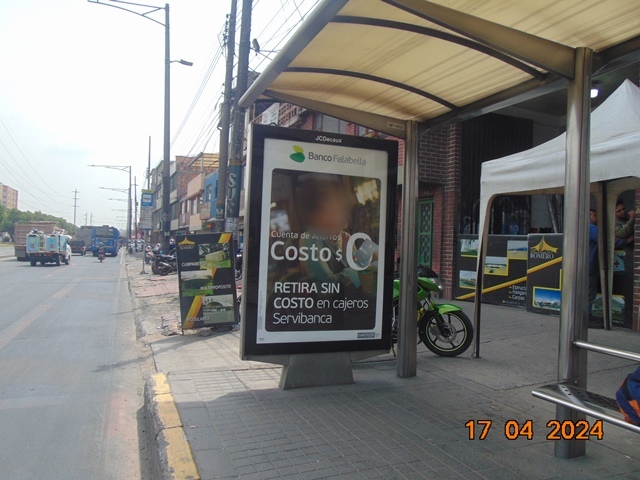 JCDecaux
Banco Falabella
Cuenta de Ahorros
Costo $0
RETIRA SIN
COSTO en cajeros
Servibanca
ROMERO
17 04 2024